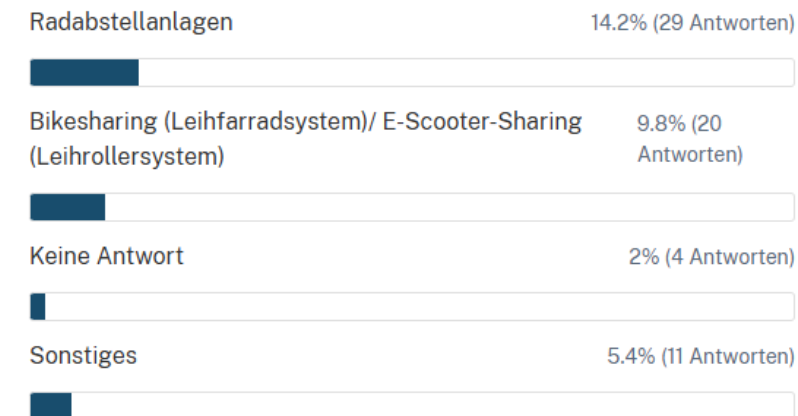 Radabstellanlagen 14.2% (29 Antworten)
Bikesharing (Leihfarradsystem)/ E-Scooter-Sharing 9.8% (20
(Leihrollersystem) Antworten)
Keine Antwort 2% (4 Antworten)
Sonstiges 5.4% (11 Antworten)